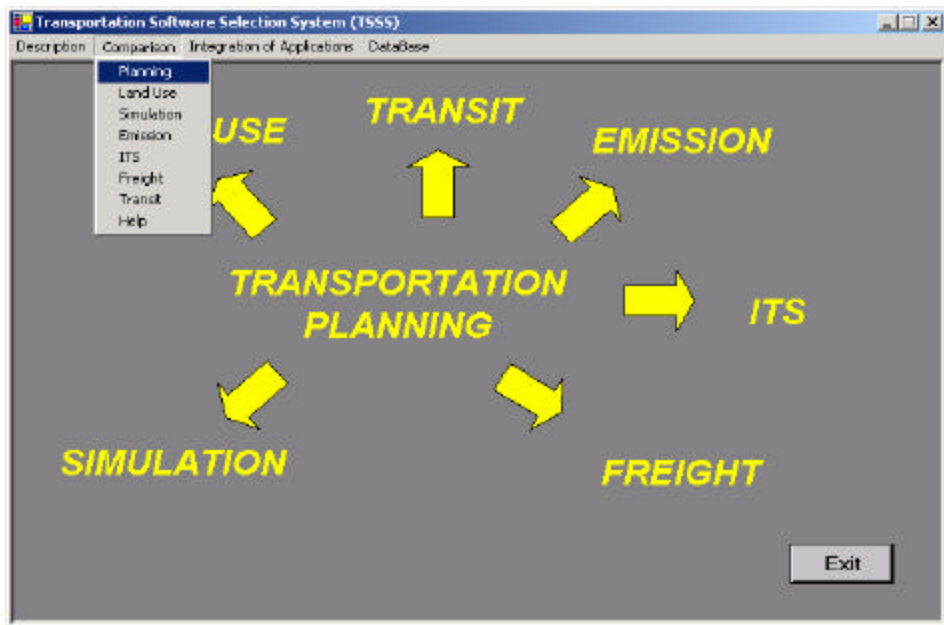 Transportation Software Selection System (TSSS)
Description Comparison Integration of Applications DataBase
Planning
Land Use
Simulation
Emission
ITS
Freight
Transit
Help
USE
TRANSIT
EMISSION
TRANSPORTATION
PLANNING
ITS
SIMULATION
FREIGHT
Exit